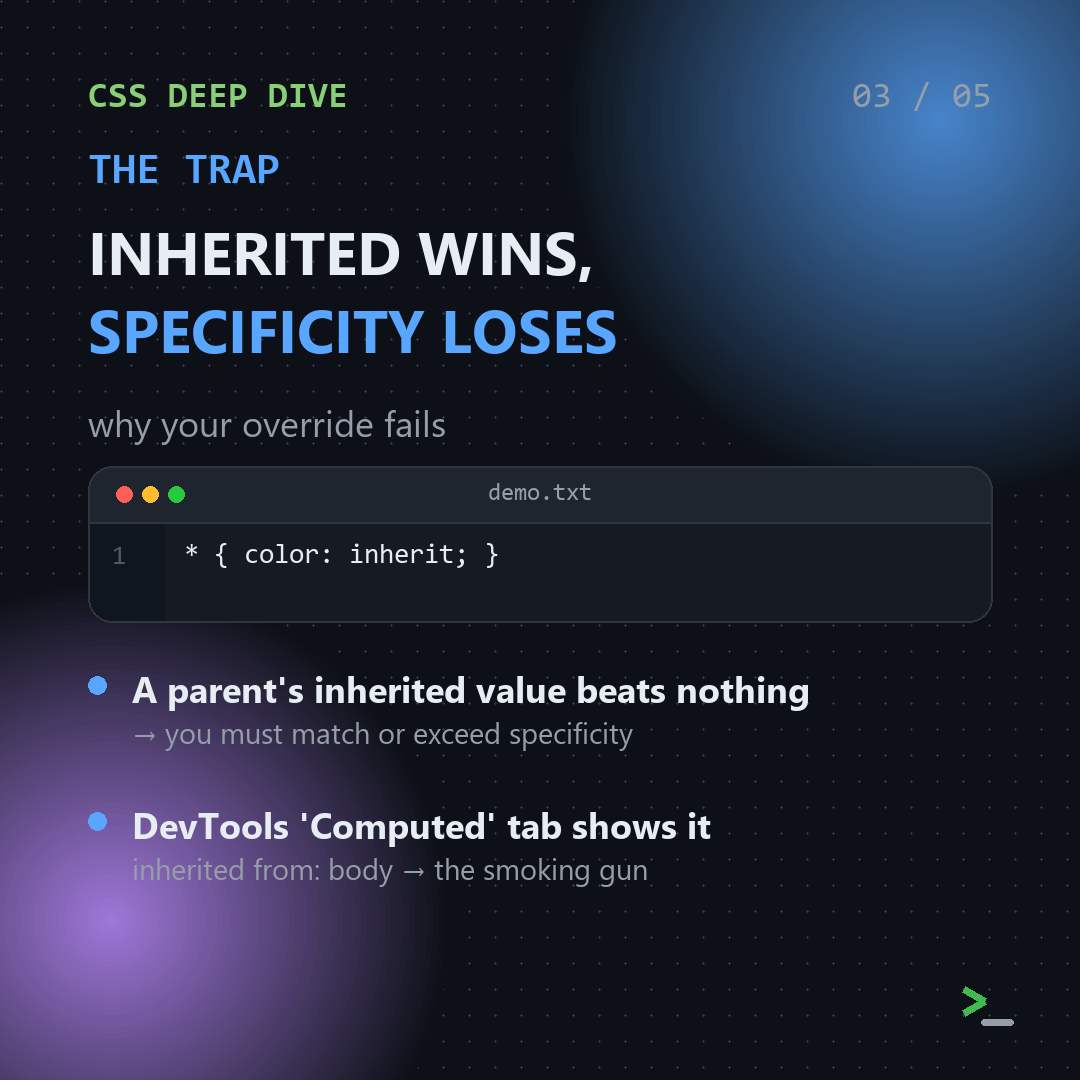 CSS DEEP DIVE
03 / 05
THE TRAP
INHERITED WINS,
SPECIFICITY LOSES
why your override fails
demo.txt
1
* { color: inherit; }
A parent's inherited value beats nothing
→ you must match or exceed specificity
DevTools 'Computed' tab shows it
inherited from: body → the smoking gun
>_